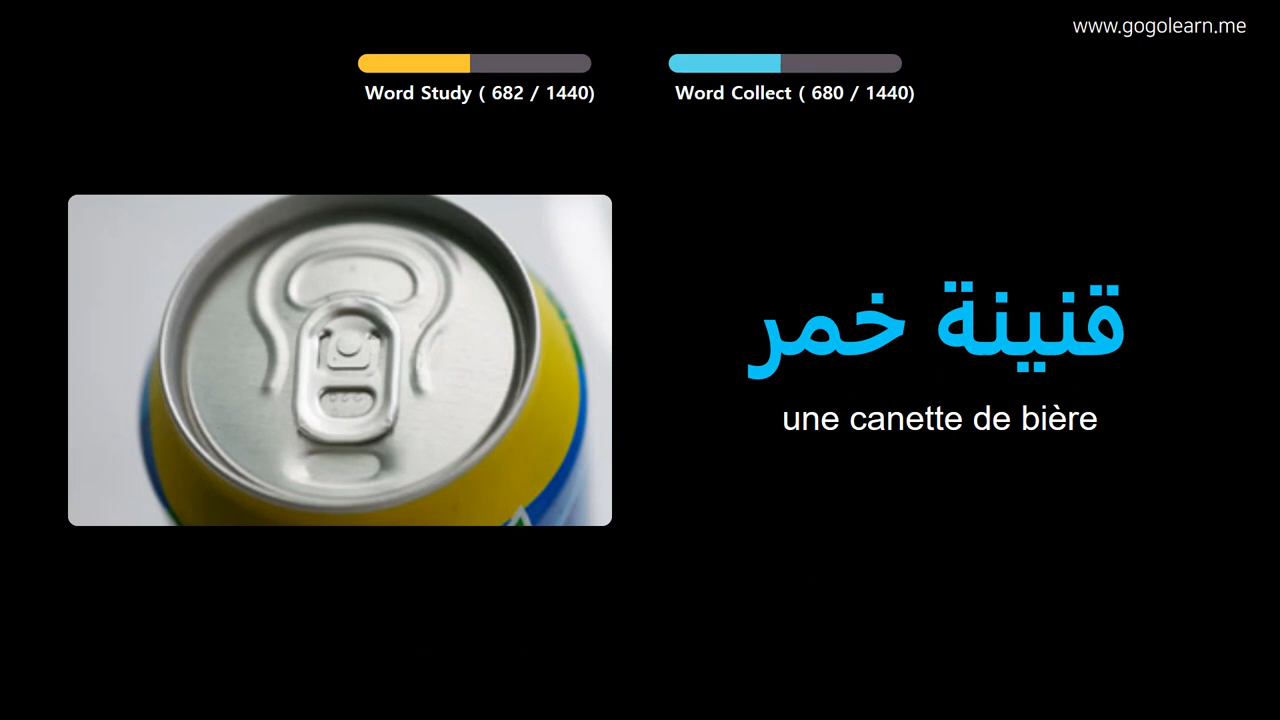 www.gogolearn.me
Word Study ( 682 / 1440)
Word Collect ( 680 / 1440)
قنينة خمر
une canette de bière